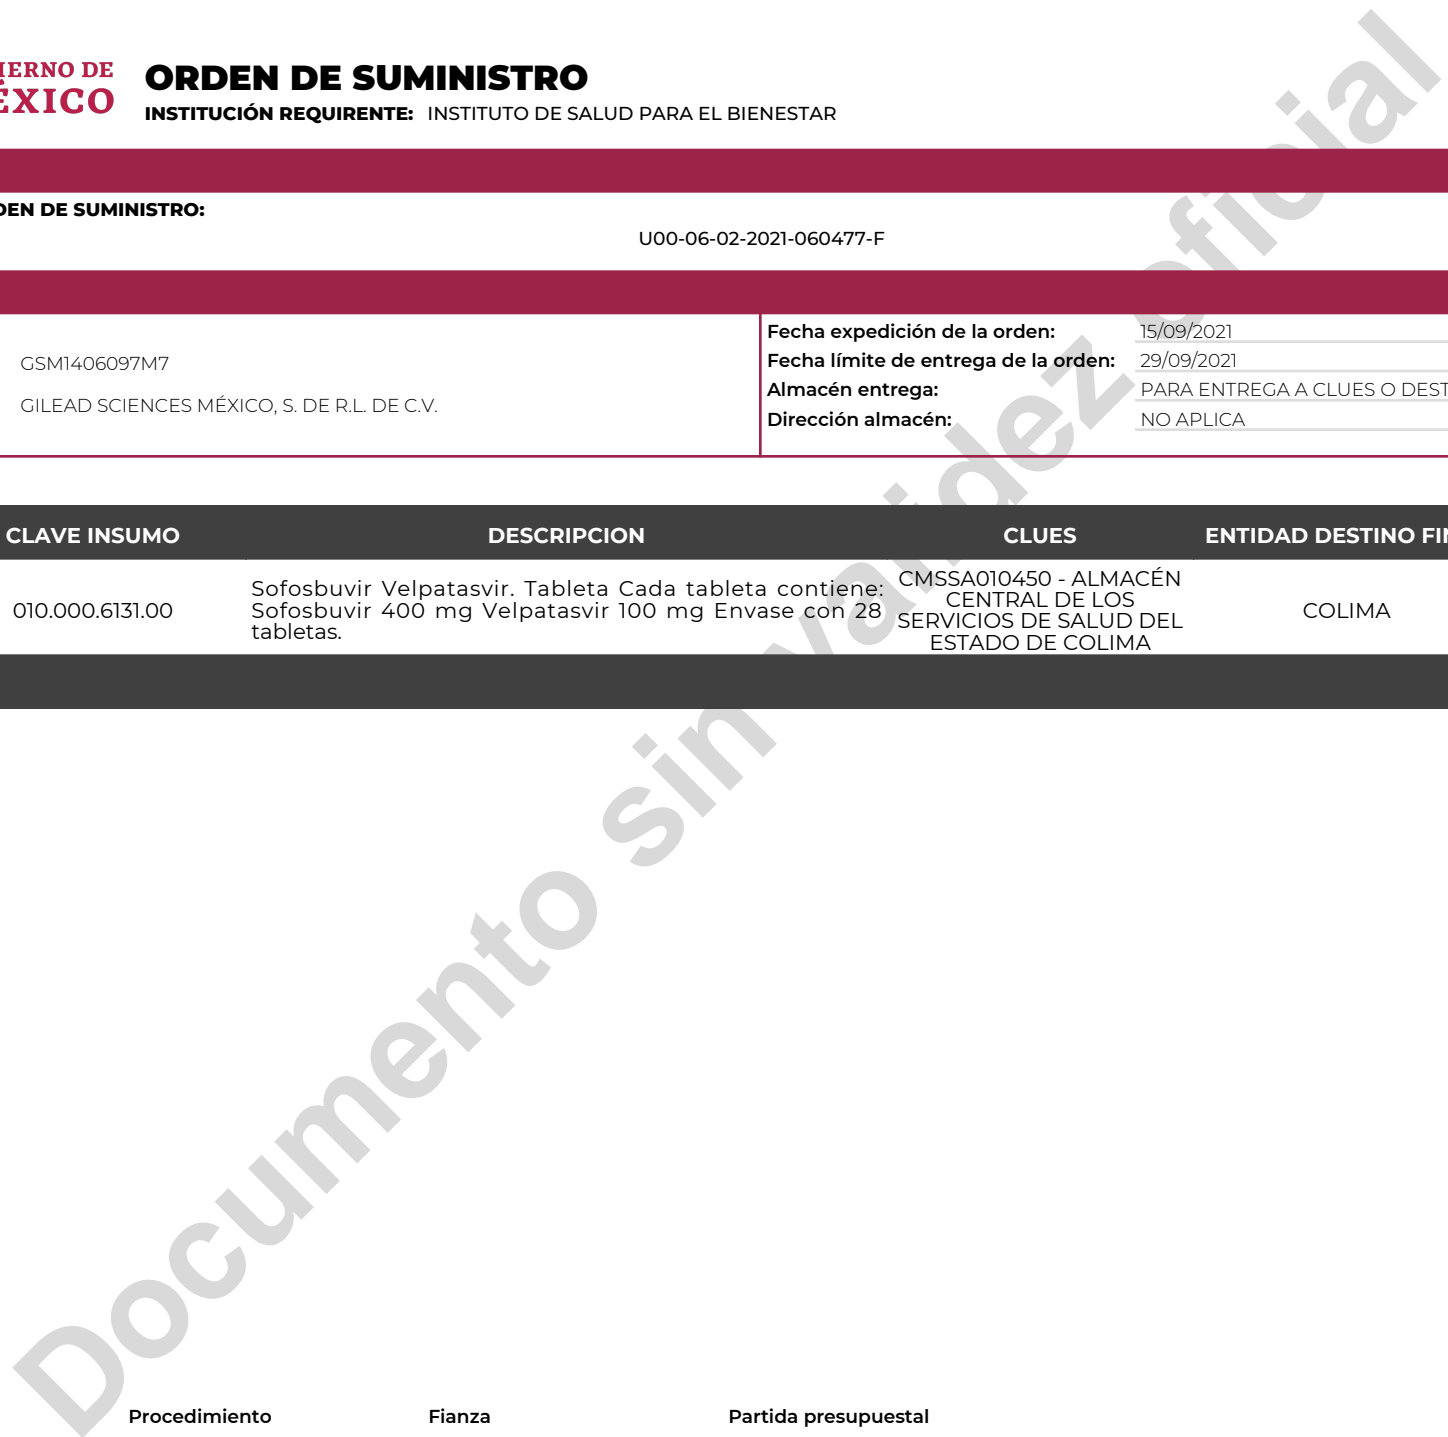 IERNO DE
ÉXICO
ORDEN DE SUMINISTRO
INSTITUCIÓN REQUIRENTE: INSTITUTO DE SALUD PARA EL BIENESTAR
DEN DE SUMINISTRO:
U00-06-02-2021-060477-F
GSM1406097M7
GILEAD SCIENCES MÉXICO, S. DE R.L. DE C.V.
Fecha expedición de la orden: 15/09/2021
Fecha límite de entrega de la orden: 29/09/2021
Almacén entrega: PARA ENTREGA A CLUES O DEST
Dirección almacén: NO APLICA
CLAVE INSUMO DESCRIPCION CLUES ENTIDAD DESTINO FIN
010.000.6131.00
Sofosbuvir Velpatasvir. Tableta Cada tableta contiene:
Sofosbuvir 400 mg Velpatasvir 100 mg Envase con 28
tabletas.
CMSSA010450 - ALMACÉN
CENTRAL DE LOS
SERVICIOS DE SALUD DEL
ESTADO DE COLIMA
COLIMA
Documento sin validez oficial
Procedimiento Fianza Partida presupuestal